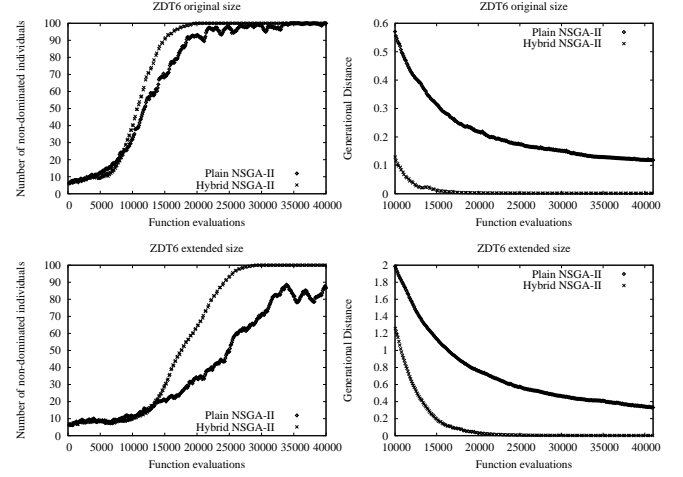 ZDT6 original size
Number of non-dominated individuals
100
90
80
70
60
50
40
30
20
10
0
Plain NSGA-II
Hybrid NSGA-II
0 5000 10000 15000 20000 25000 30000 35000 40000
Function evaluations
ZDT6 original size
Generational Distance
0.6
0.5
0.4
0.3
0.2
0.1
0
Plain NSGA-II
Hybrid NSGA-II
10000 15000 20000 25000 30000 35000 40000
Function evaluations
ZDT6 extended size
Number of non-dominated individuals
100
90
80
70
60
50
40
30
20
10
0
Plain NSGA-II
Hybrid NSGA-II
0 5000 10000 15000 20000 25000 30000 35000 40000
Function evaluations
ZDT6 extended size
Generational Distance
2
1.8
1.6
1.4
1.2
1
0.8
0.6
0.4
0.2
0
Plain NSGA-II
Hybrid NSGA-II
10000 15000 20000 25000 30000 35000 40000
Function evaluations